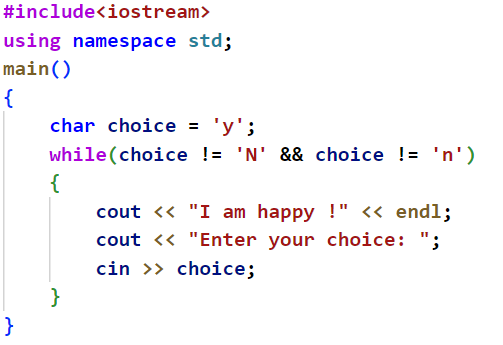 #include<iostream>
using namespace std;
main()
{
    char choice = 'y';
    while(choice != 'N' && choice != 'n')
    {
        cout << "I am happy !" << endl;
        cout << "Enter your choice: ";
        cin >> choice;
    }
}